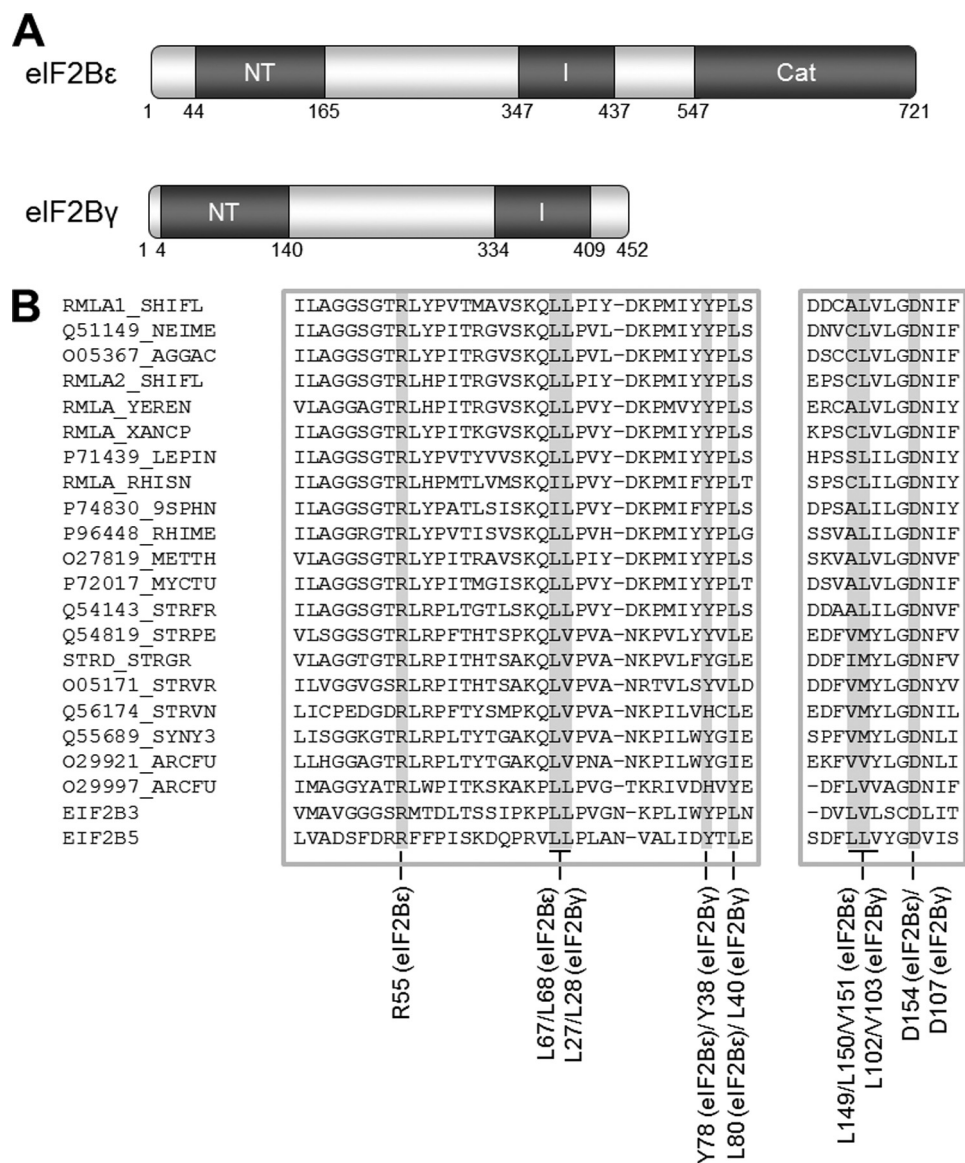 A
eIF2Bε
NT
I
Cat
1 44 165 347 437 547 721
eIF2Bγ
NT
I
1 4 140 334 409 452
B
RMLA1_SHIFL ILAGGSGTRLYPVTMAVSKQLLPIY-DKPMIYYPLS DDCALVLGDNIF
Q51149_NEIME ILAGGSGTRLYPITRGVSKQLLPVL-DKPMIYYPLS DNVCLVLGDNIF
O05367_AGGAC ILAGGSGTRLYPITRGVSKQLLPVL-DKPMIYYPLS DSCCLVLGDNIF
RMLA2_SHIFL ILAGGSGTRLHPITRGVSKQLLPIY-DKPMIYYPLS EPSCLVLGDNIF
RMLA_YEREN VLAGGAGTRLHPITRGVSKQLLPVY-DKPMVYYPLS ERCALVLGDNIY
RMLA_XANCP ILAGGSGTRLYPITKGVSKQLLPVY-DKPMIYYPLS KPSCLVLGDNIF
P71439_LEPIN ILAGGSGTRLYPVTYVVSKQLLPVY-DKPMIYYPLS HPSSLILGDNIY
RMLA_RHISN ILAGGSGTRLHPMTLVMSKQILPVY-DKPMIFYPLT SPSCLILGDNIY
P74830_9SPHN ILAGGSGTRLYPATLSISKQILPVY-DKPMIFYPLS DPSALILGDNIY
P96448_RHIME ILAGGRGTRLYPVTISVSKQLLPVH-DKPMIYYPLG SSVALILGDNIF
O27819_METTH VLAGGSGTRLYPITRAVSKQLLPIY-DKPMIYYPLS SKVALILGDNVF
P72017_MYCTU ILAGGSGTRLYPITMGISKQLLPVY-DKPMIYYPLT DSVALVLGDNIF
Q54143_STRFR ILAGGSGTRLRPLTGTLSKQLLPVY-DKPMIYYPLS DDAALILGDNVF
Q54819_STRPE VLSGGSGTRLRPFTHTSPKQLVPVA-NKPVLYYVLE EDFVMYLGDNFV
STRD_STRGR VLAGGTGTRLRPITHTSAKQLVPVA-NKPVLFYGLE DDFIMYLGDNFV
O05171_STRVR ILVGGVGSRLRPITHTSAKQLVPVA-NRTVLSYVLD DDFVMYLGDNYV
Q56174_STRVN LICPEDGDRLRPFTYSMPKQLVPVA-NKPILVHCLE EDFVMYLGDNIL
Q55689_SYNY3 LISGGKGTRLRPLTYTGAKQLVPVA-NKPILWYGIE SPFVMYLGDNLI
O29921_ARCFU LLHGGAGTRLRPLTYTGAKQLVPNA-NKPILWYGIE EKFVVYLGDNLI
O29997_ARCFU IMAGGYATRLWPITKSMPKPLLPVG-TKRIVDHVYE -DFLVVAGDNIF
EIF2B3 VMAVGGGSRMTDLTSSIPKPLLPVGNK-PLIWYPLN -DVLVLSCDLIT
EIF2B5 LVADSFDRRFFPISKDQPRVLLPLAN-VALIDYTLE SDFLLVYGDVIS
R55 (eIF2Bε)
L67/L68 (eIF2Bε)
L27/L28 (eIF2Bγ)
Y78 (eIF2Bε)/ Y38 (eIF2Bγ)
L80 (eIF2Bε)/ L40 (eIF2Bγ)
L149/L150/V151 (eIF2Bε)
L102/V103 (eIF2Bγ)
D154 (eIF2Bε)/
D107 (eIF2Bγ)